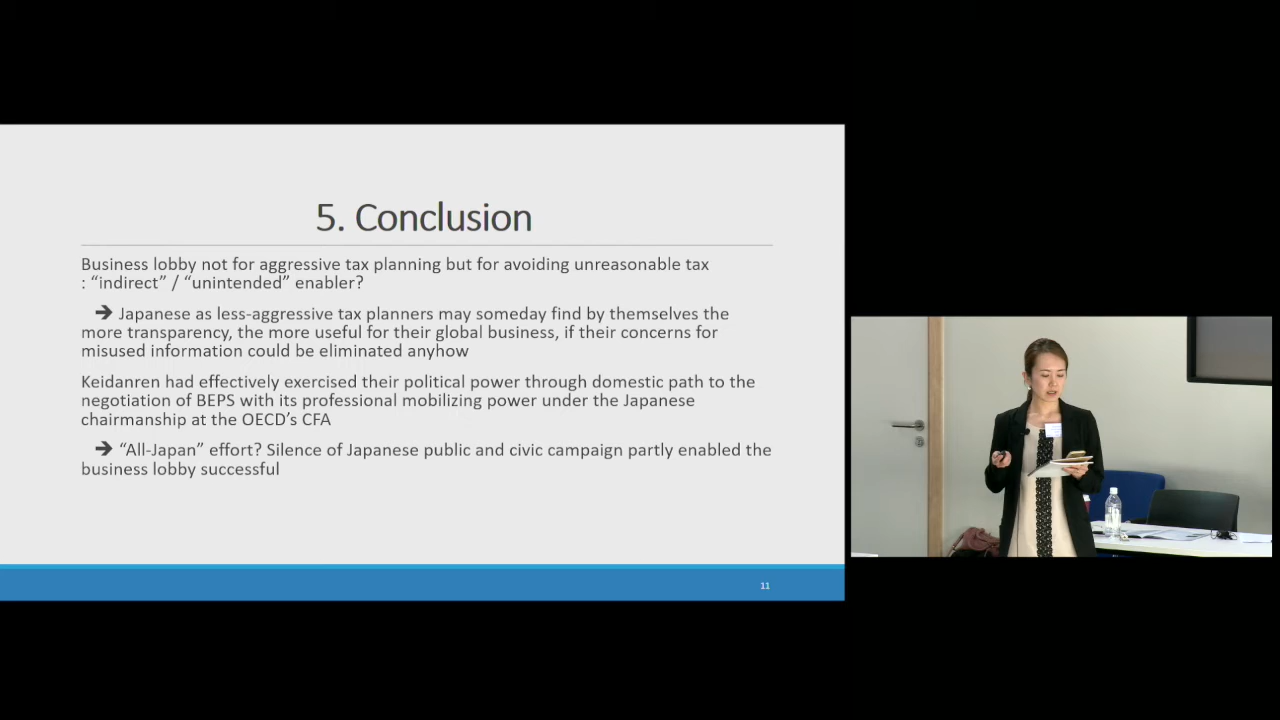 5. Conclusion
Business lobby not for aggressive tax planning but for avoiding unreasonable tax
: “indirect” / “unintended” enabler?
➔ Japanese as less-aggressive tax planners may someday find by themselves the
more transparency, the more useful for their global business, if their concerns for
misused information could be eliminated anyhow
Keidanren had effectively exercised their political power through domestic path to the
negotiation of BEPS with its professional mobilizing power under the Japanese
chairmanship at the OECD’s CFA
➔ “All-Japan” effort? Silence of Japanese public and civic campaign partly enabled the
business lobby successful
11